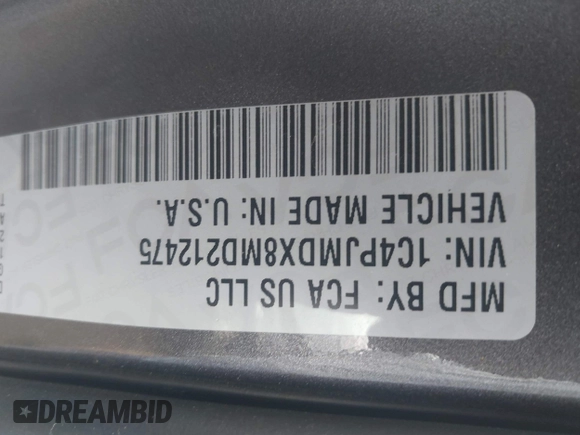 MFD BY: FCA US LLC
VIN: 1C4PJMDX8MD212475
VEHICLE MADE IN: U.S.A.
DREAMBID